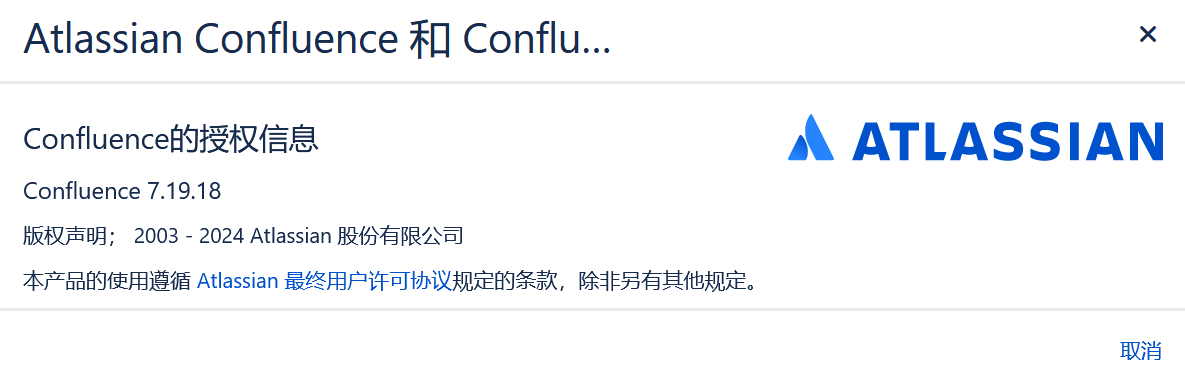 Atlassian Confluence 和 Conflu...
×
Confluence的授权信息
ATLASSIAN
Confluence 7.19.18
版权声明； 2003 - 2024 Atlassian 股份有限公司
本产品的使用遵循 Atlassian 最终用户许可协议规定的条款，除非另有其他规定。
取消